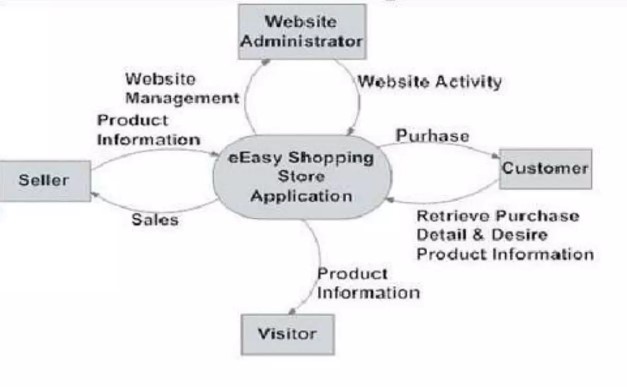 Website
Administrator
Website
Management
Website Activity
Product
Information
Purhase
eEasy Shopping
Store
Application
Seller
Customer
Sales
Retrieve Purchase
Detail & Desire
Product Information
Product
Information
Visitor